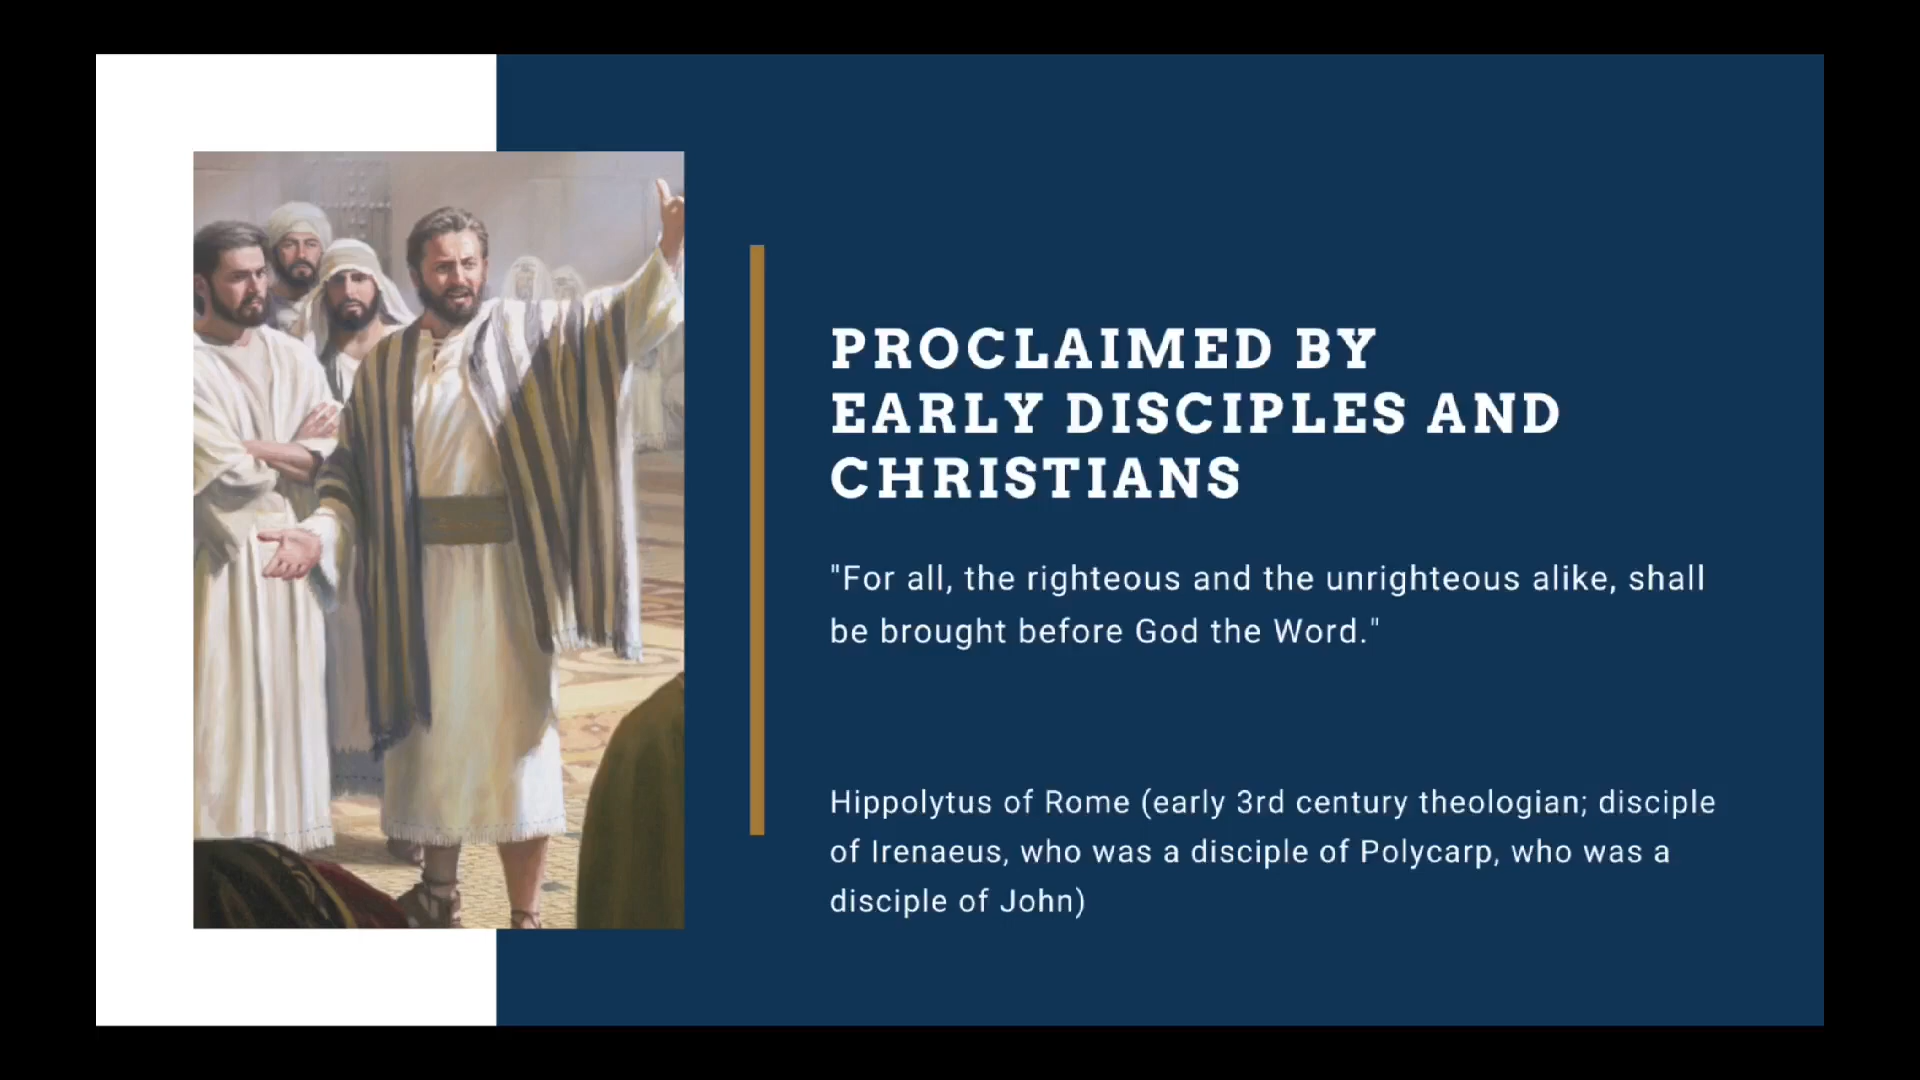 PROCLAIMED BY
EARLY DISCIPLES AND
CHRISTIANS
"For all, the righteous and the unrighteous alike, shall
be brought before God the Word."
Hippolytus of Rome (early 3rd century theologian; disciple
of Irenaeus, who was a disciple of Polycarp, who was a
disciple of John)